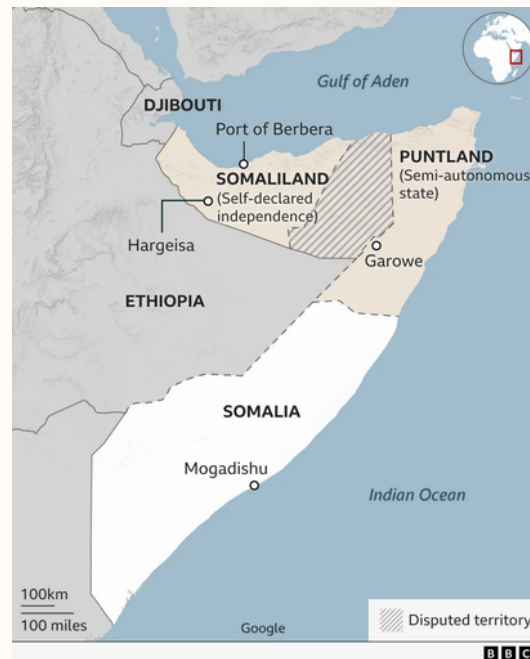 Gulf of Aden
DJIBOUTI
Port of Berbera
PUNTLAND
(Semi-autonomous
state)
SOMALILAND
(Self-declared
independence)
Hargeisa
Garowe
ETHIOPIA
SOMALIA
Mogadishu
Indian Ocean
100km
100 miles
Google
Disputed territory
BBC